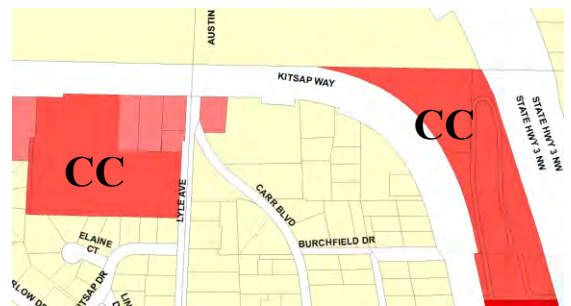 AUSTIN
KITSAP WAY
CC
STATE HWY 3 NW
STATE HWY 3 NW
CC
LYLE AVE
CARR BLVD
ELAINE
CT
BURCHFIELD DR